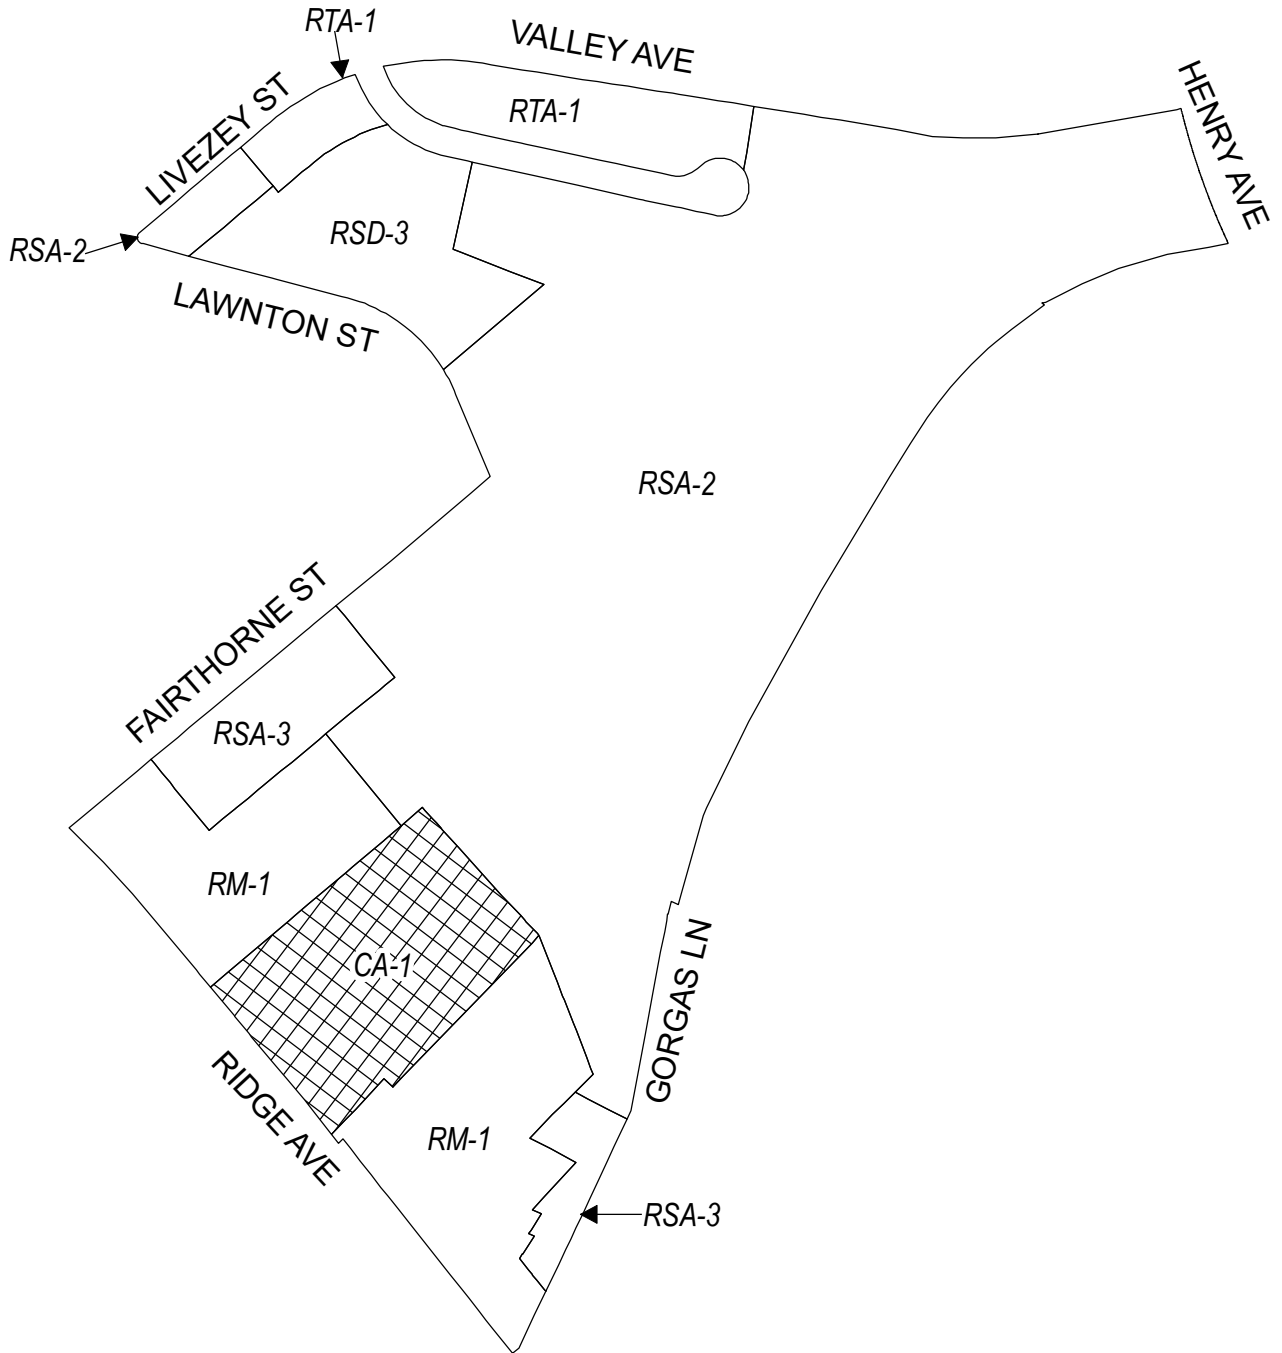 RTA-1
VALLEY AVE
HENRY AVE
LIVEZEY ST
RTA-1
RSA-2
RSD-3
LAWNTON ST
RSA-2
FAIRTHORNE ST
RSA-3
RM-1
CA-1
GORGAS LN
RIDGE AVE
RM-1
RSA-3